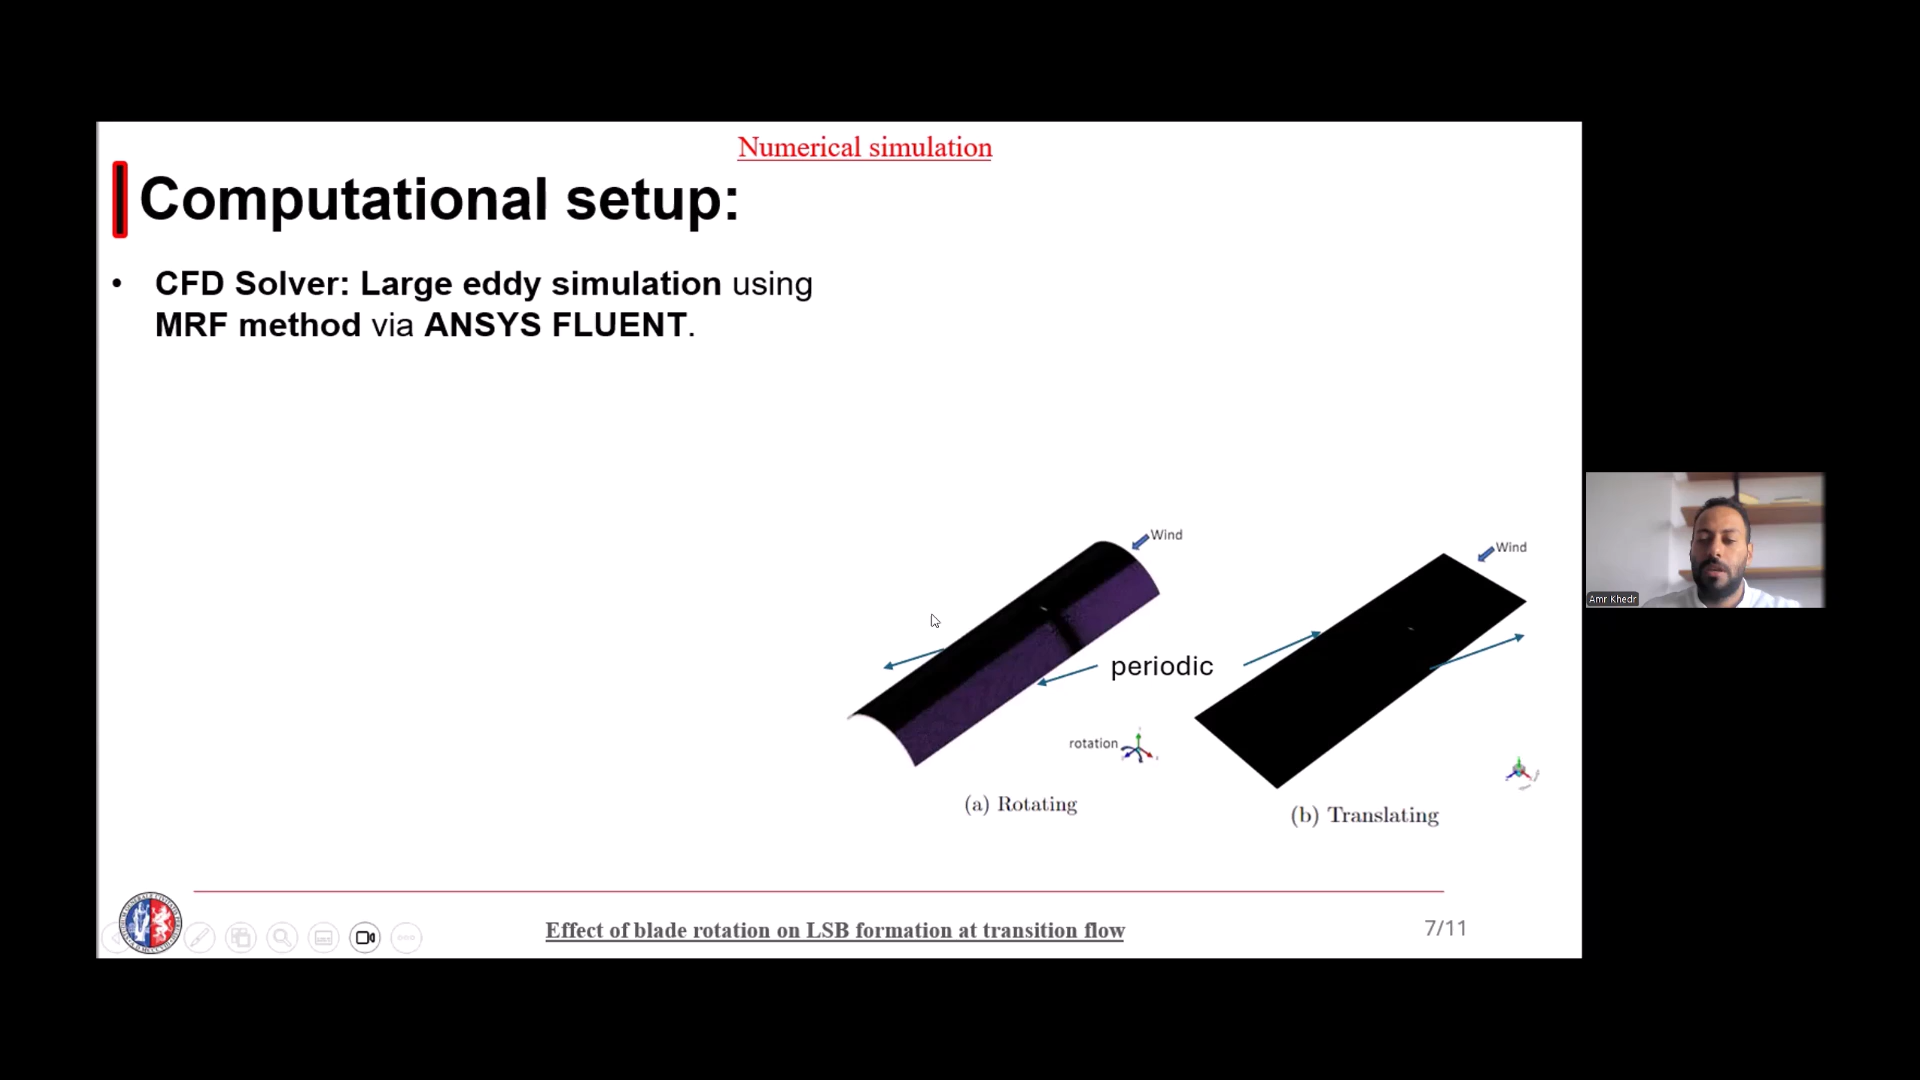 Numerical simulation
Computational setup:
• CFD Solver: Large eddy simulation using
MRF method via ANSYS FLUENT.
Wind
Wind
periodic
rotation
(a) Rotating
(b) Translating
Amr Khedr
Effect of blade rotation on LSB formation at transition flow
7/11